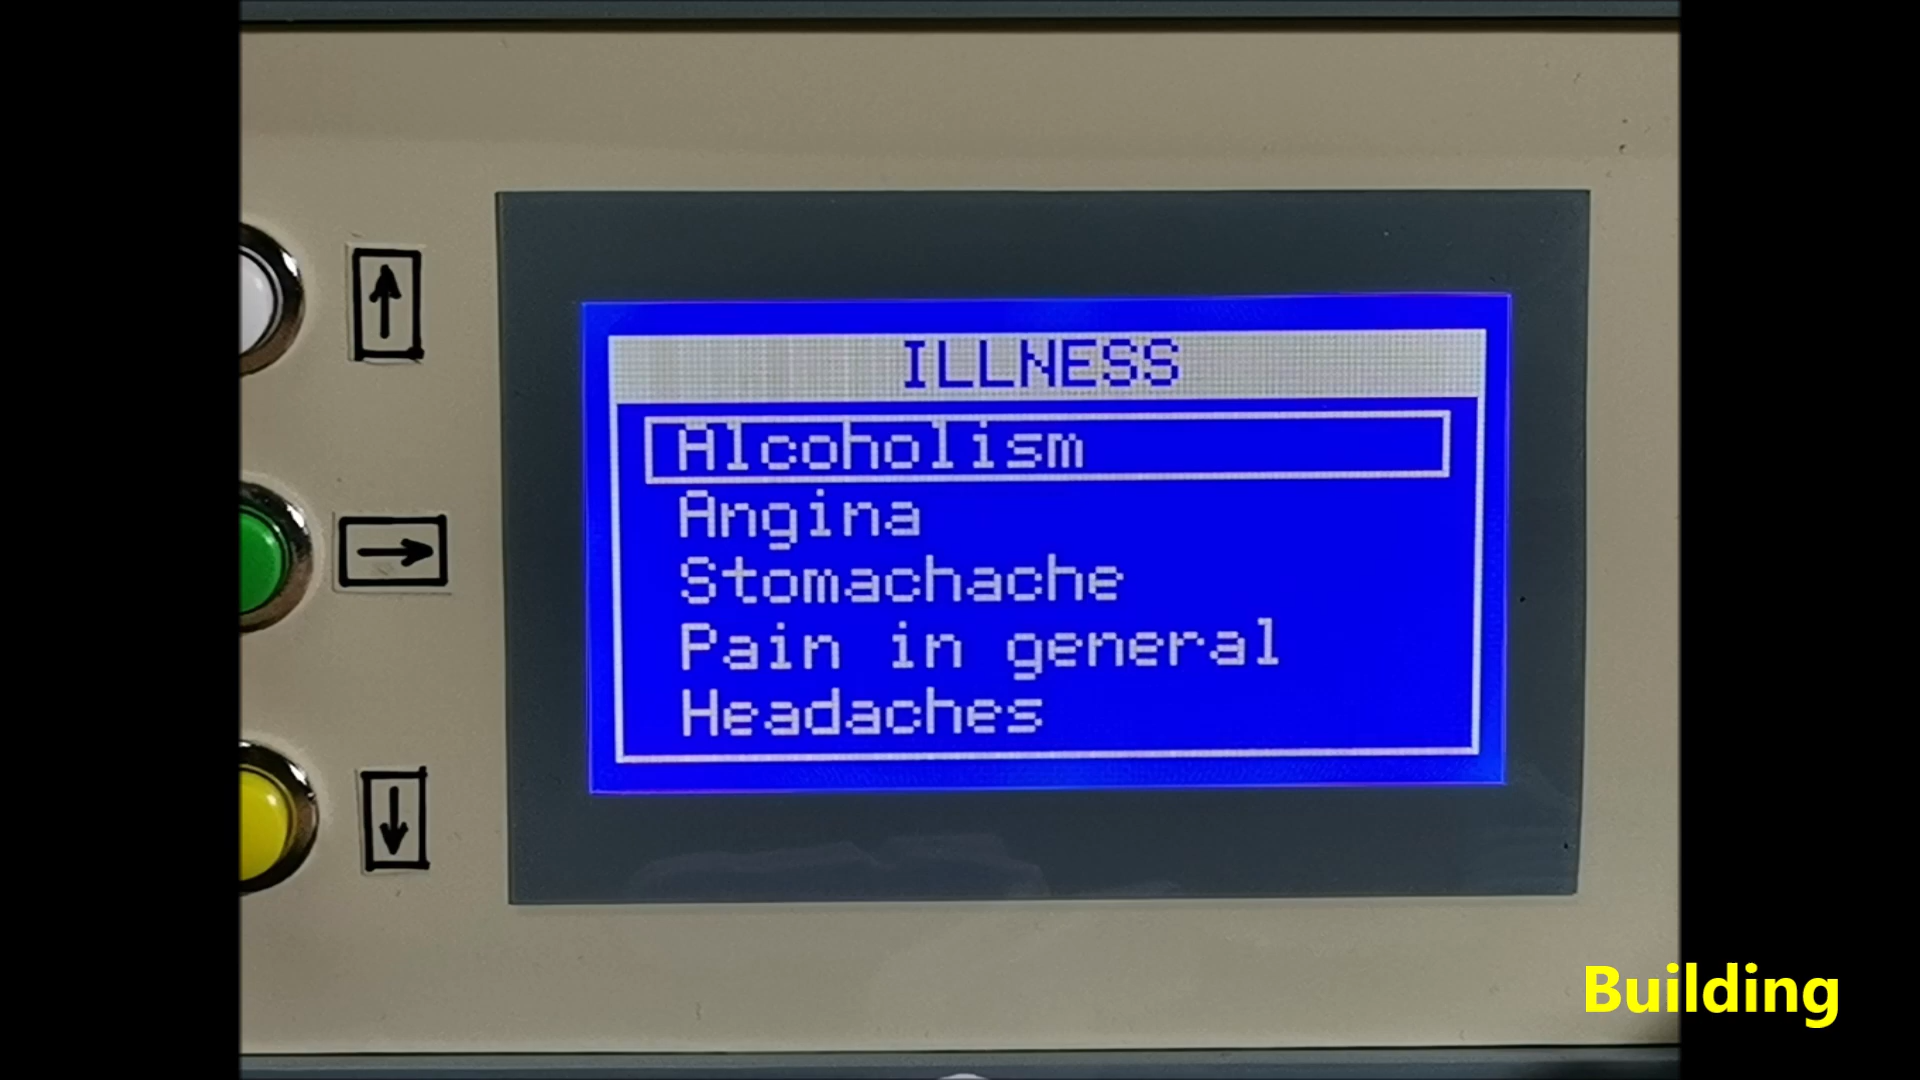 ILLNESS
Alcoholism
Angina
Stomachache
Pain in general
Headaches
Building